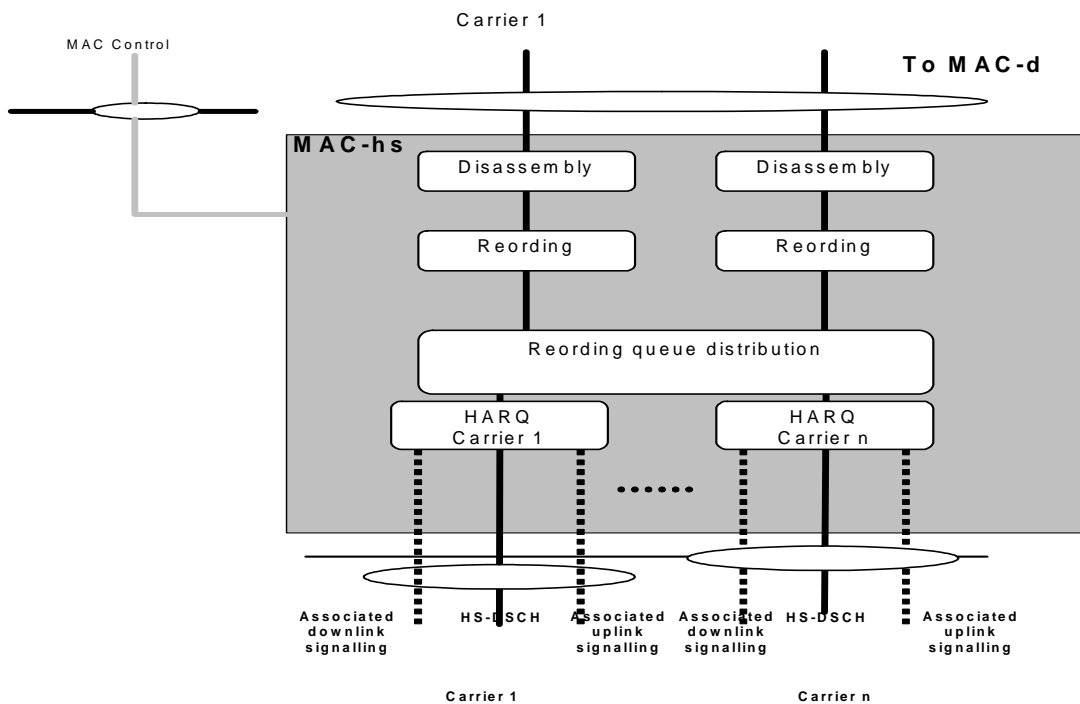 Carrier 1
MAC Control
To MAC-d
MAC-hs
Disassembly
Disassembly
Reording
Reording
Reording queue distribution
HARQ
Carrier 1
HARQ
Carrier n
......
Associated
downlink
signalling
HS-DSCH
Associated
uplink
signalling
Associated
downlink
signalling
HS-DSCH
Associated
uplink
signalling
Carrier 1
Carrier n